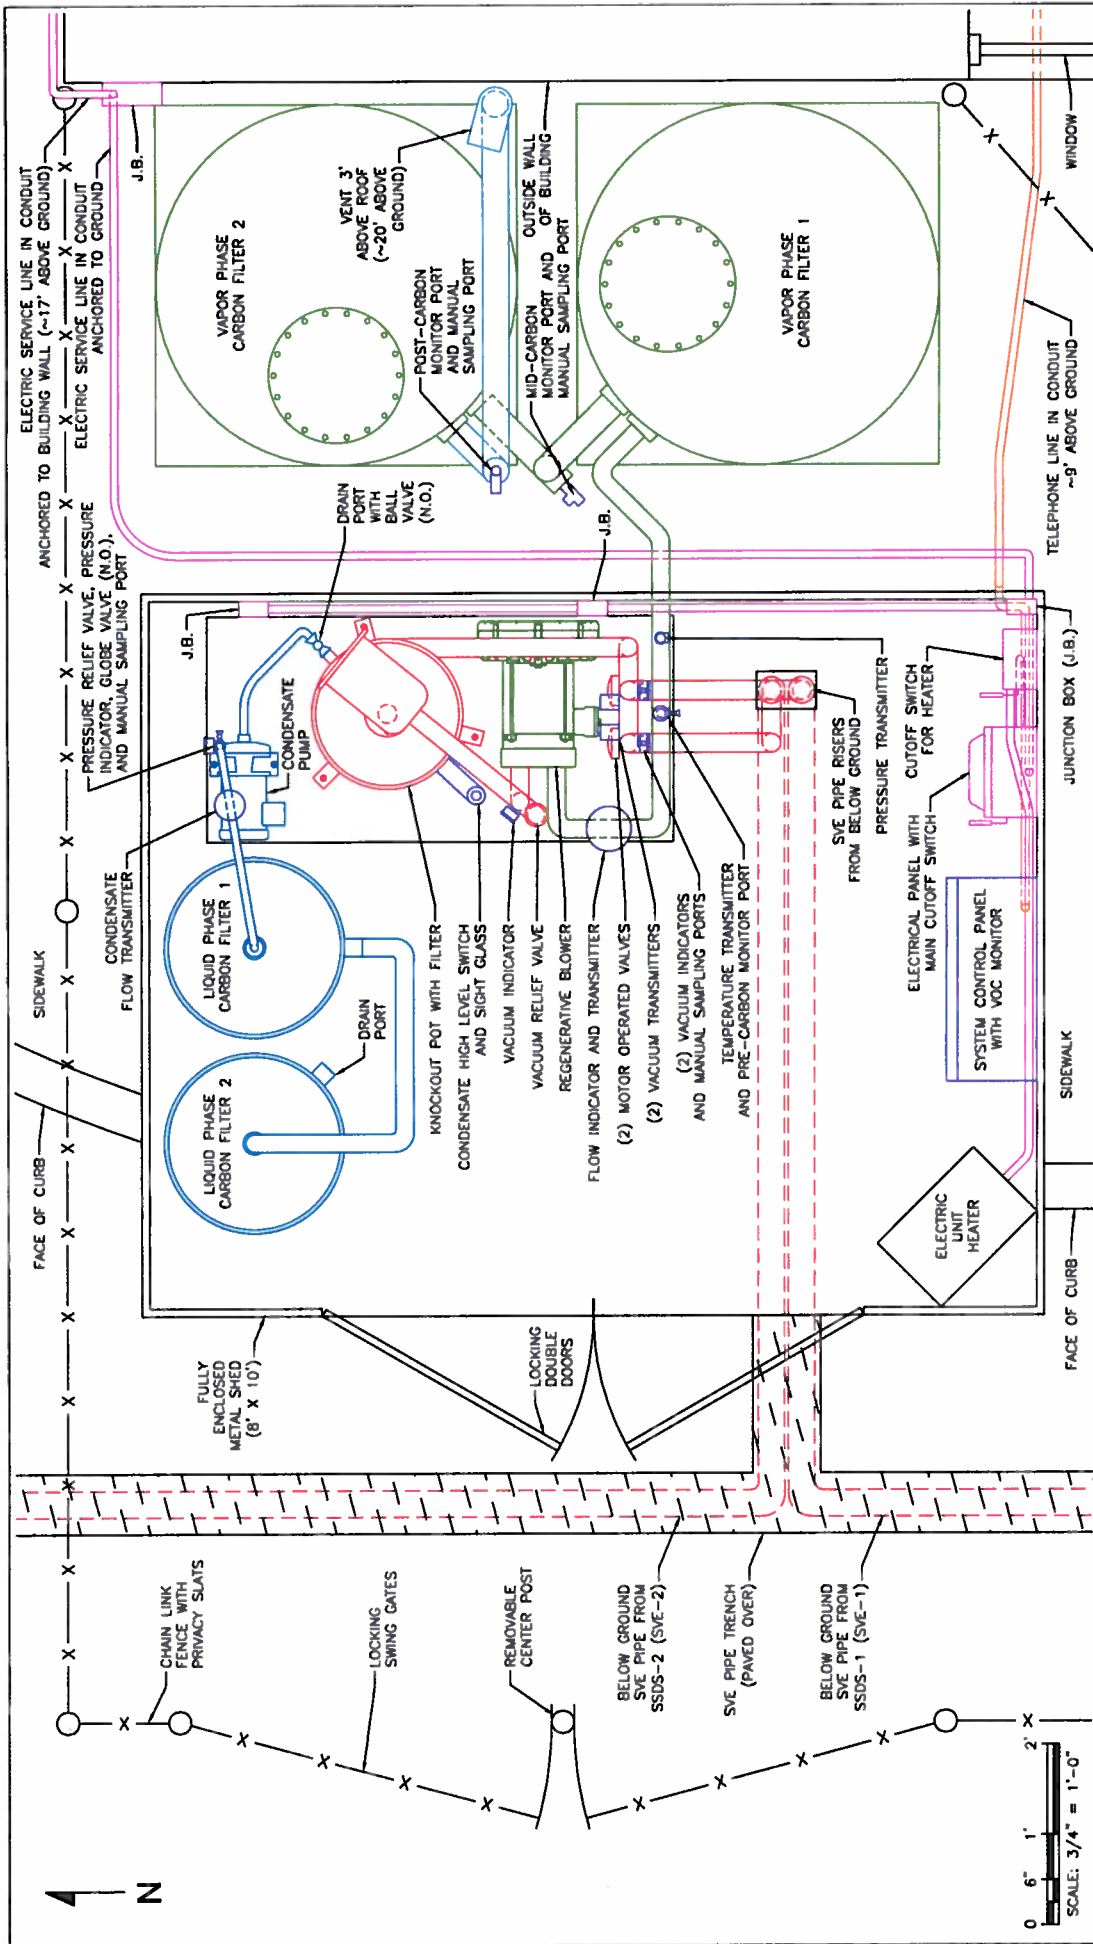 ELECTRIC SERVICE LINE IN CONDUIT
ANCHORED TO BUILDING WALL (~17' ABOVE GROUND)
ELECTRIC SERVICE LINE IN CONDUIT
ANCHORED TO GROUND
J.B.
PRESSURE RELIEF VALVE, PRESSURE
INDICATOR, GLOBE VALVE (N.O.),
AND MANUAL SAMPLING PORT
SIDEWALK
CONDENSATE
FLOW TRANSMITTER
FACE OF CURB
VAPOR PHASE
CARBON FILTER 2
VENT 3'
ABOVE ROOF
(~20' ABOVE
GROUND)
POST-CARBON
MONITOR PORT
AND MANUAL
SAMPLING PORT
DRAIN
PORT
WITH
BALL
VALVE
(N.O.)
OUTSIDE WALL
OF BUILDING
MID-CARBON
MONITOR PORT AND
MANUAL SAMPLING PORT
VAPOR PHASE
CARBON FILTER 1
WINDOW
TELEPHONE LINE IN CONDUIT
~9' ABOVE GROUND
J.B.
J.B.
CONDENSATE
PUMP
LIQUID PHASE
CARBON FILTER 1
LIQUID PHASE
CARBON FILTER 2
DRAIN
PORT
KNOCKOUT POT WITH FILTER
CONDENSATE HIGH LEVEL SWITCH
AND SIGHT GLASS
VACUUM INDICATOR
VACUUM RELIEF VALVE
REGENERATIVE BLOWER
FLOW INDICATOR AND TRANSMITTER
(2) MOTOR OPERATED VALVES
(2) VACUUM TRANSMITTERS
(2) VACUUM INDICATORS
AND MANUAL SAMPLING PORTS
TEMPERATURE TRANSMITTER
AND PRE-CARBON MONITOR PORT
SVE PIPE RISERS
FROM BELOW GROUND
PRESSURE TRANSMITTER
ELECTRICAL PANEL WITH
MAIN CUTOFF SWITCH
CUTOFF SWITCH
FOR HEATER
JUNCTION BOX (J.B.)
SYSTEM CONTROL PANEL
WITH VOC MONITOR
SIDEWALK
ELECTRIC
UNIT
HEATER
FACE OF CURB
FULLY
ENCLOSED
METAL SHED
(8' X 10')
LOCKING
DOUBLE
DOORS
CHAIN LINK
FENCE WITH
PRIVACY SLATS
LOCKING
SWING GATES
REMOVABLE
CENTER POST
BELOW GROUND
SVE PIPE FROM
SSDS-2 (SVE-2)
SVE PIPE TRENCH
(PAVED OVER)
BELOW GROUND
SVE PIPE FROM
SSDS-1 (SVE-1)
N
0 6" 1' 2'
SCALE: 3/4" = 1'-0"